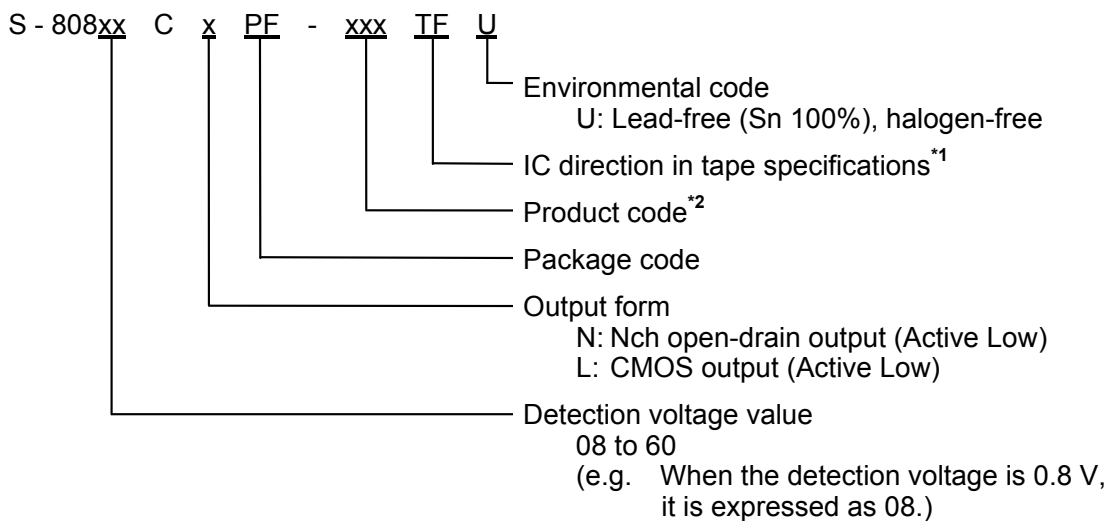 S - 808xx C x PF - xxx TF U
Environmental code
U: Lead-free (Sn 100%), halogen-free
IC direction in tape specifications*1
Product code*2
Package code
Output form
N: Nch open-drain output (Active Low)
L: CMOS output (Active Low)
Detection voltage value
08 to 60
(e.g. When the detection voltage is 0.8 V,
it is expressed as 08.)